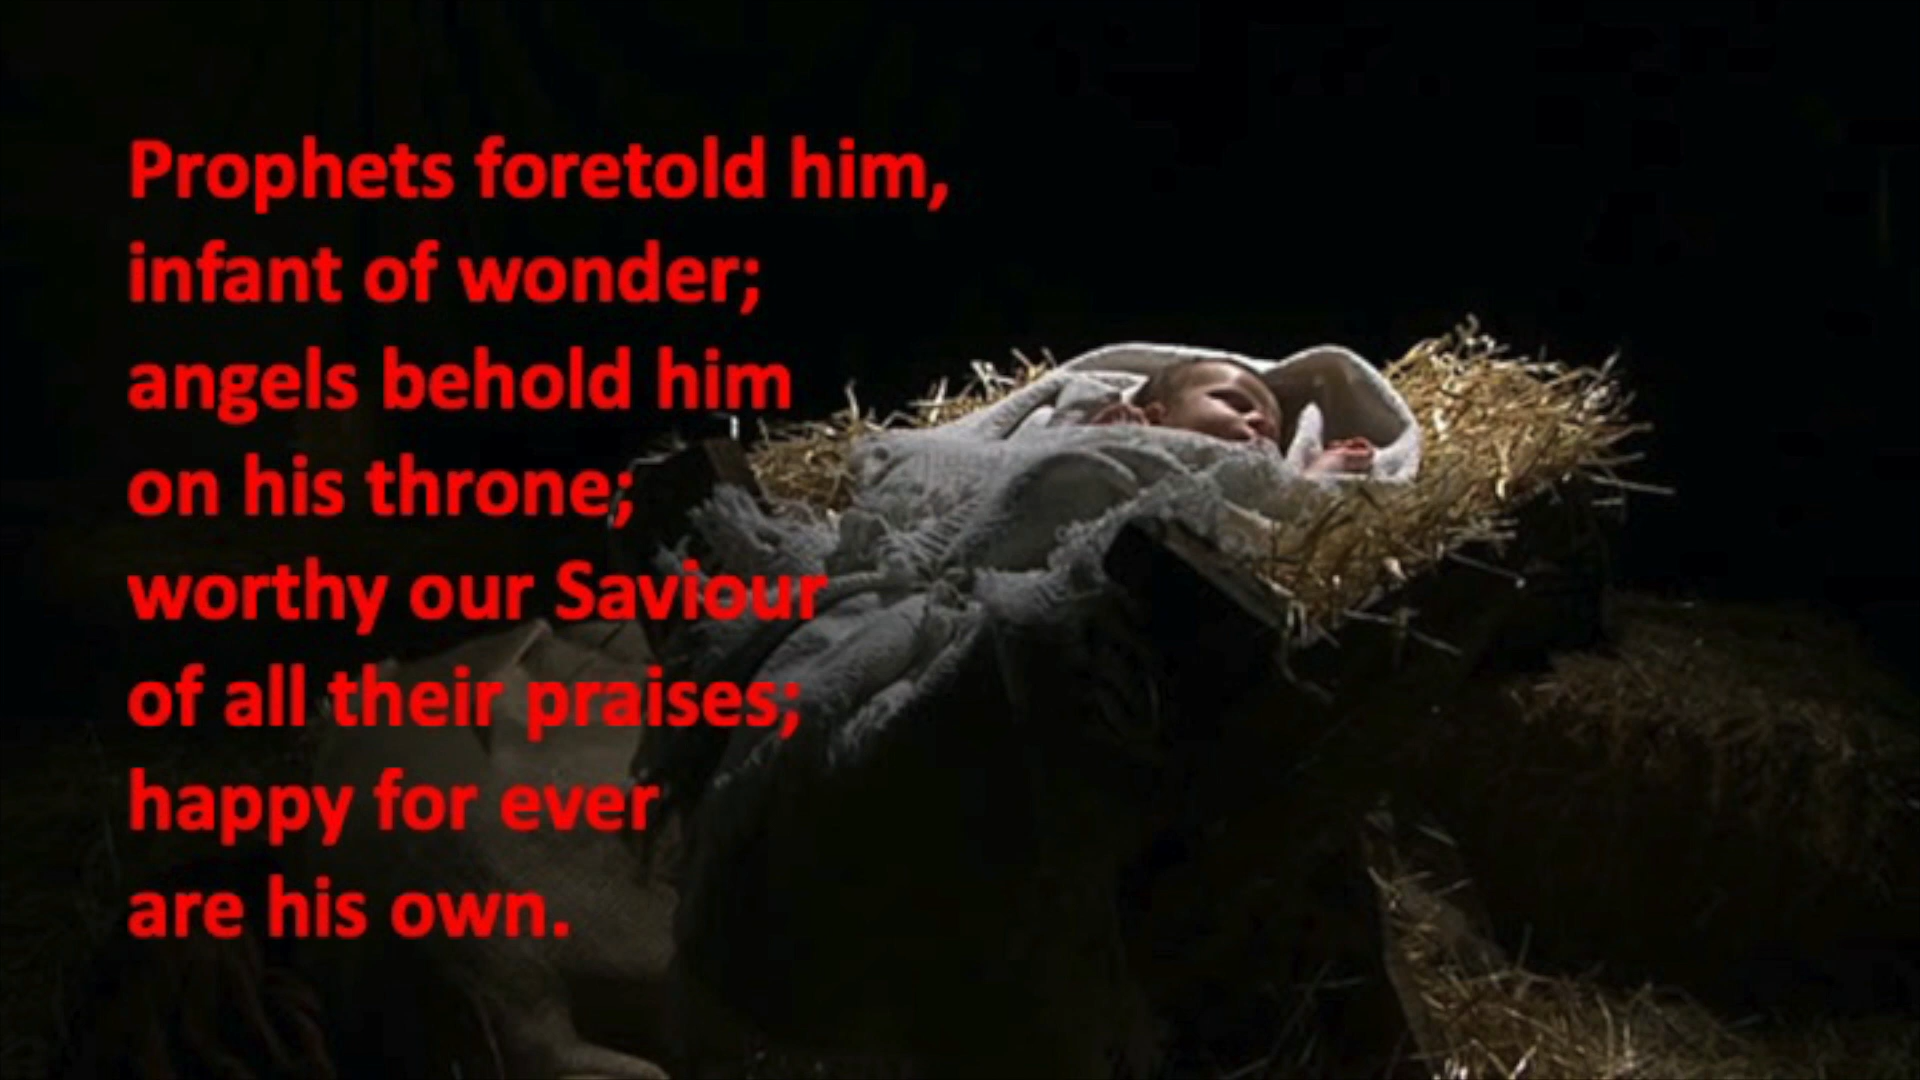 Prophets foretold him,
infant of wonder;
angels behold him
on his throne;
worthy our Saviour
of all their praises;
happy for ever
are his own.